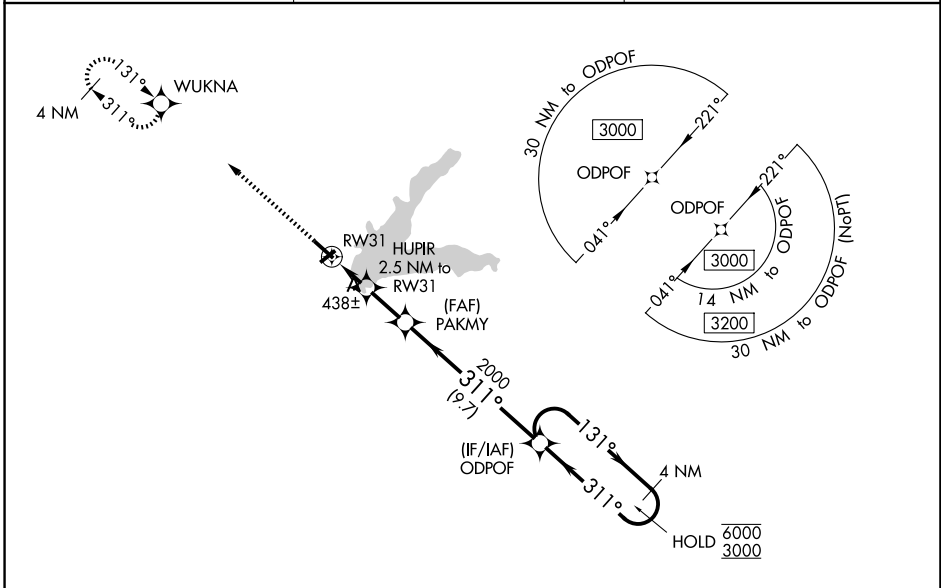 131°
WUKNA
4 NM
311°
30 NM to ODPOF
3000
221°
ODPOF
041°
221°
ODPOF
3000
041°
14 NM to ODPOF
3200
30 NM to ODPOF (NoPT)
RW31
HUPIR
2.5 NM to
RW31
438±
(FAF)
PAKMY
2000
311°
(9.7)
(IF/IAF)
ODPOF
131°
4 NM
311°
HOLD 6000
3000